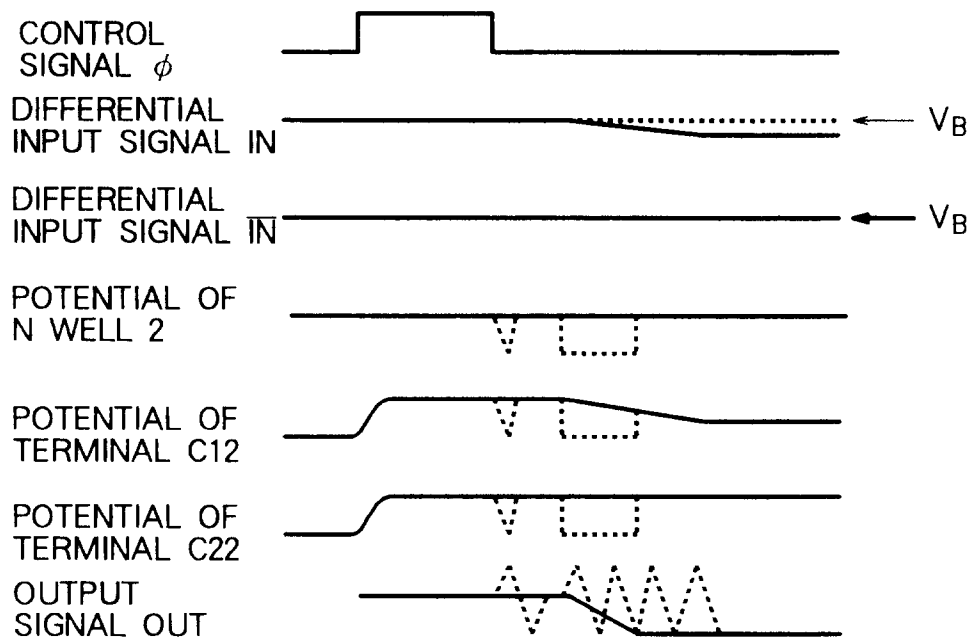 CONTROL
SIGNAL ϕ
DIFFERENTIAL
INPUT SIGNAL IN
V_B
DIFFERENTIAL
INPUT SIGNAL I̅N̅
V_B
POTENTIAL OF
N WELL 2
POTENTIAL OF
TERMINAL C12
POTENTIAL OF
TERMINAL C22
OUTPUT
SIGNAL OUT